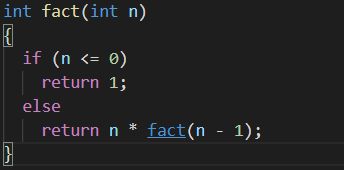 int fact(int n)
{
  if (n <= 0)
    return 1;
  else
    return n * fact(n - 1);
}